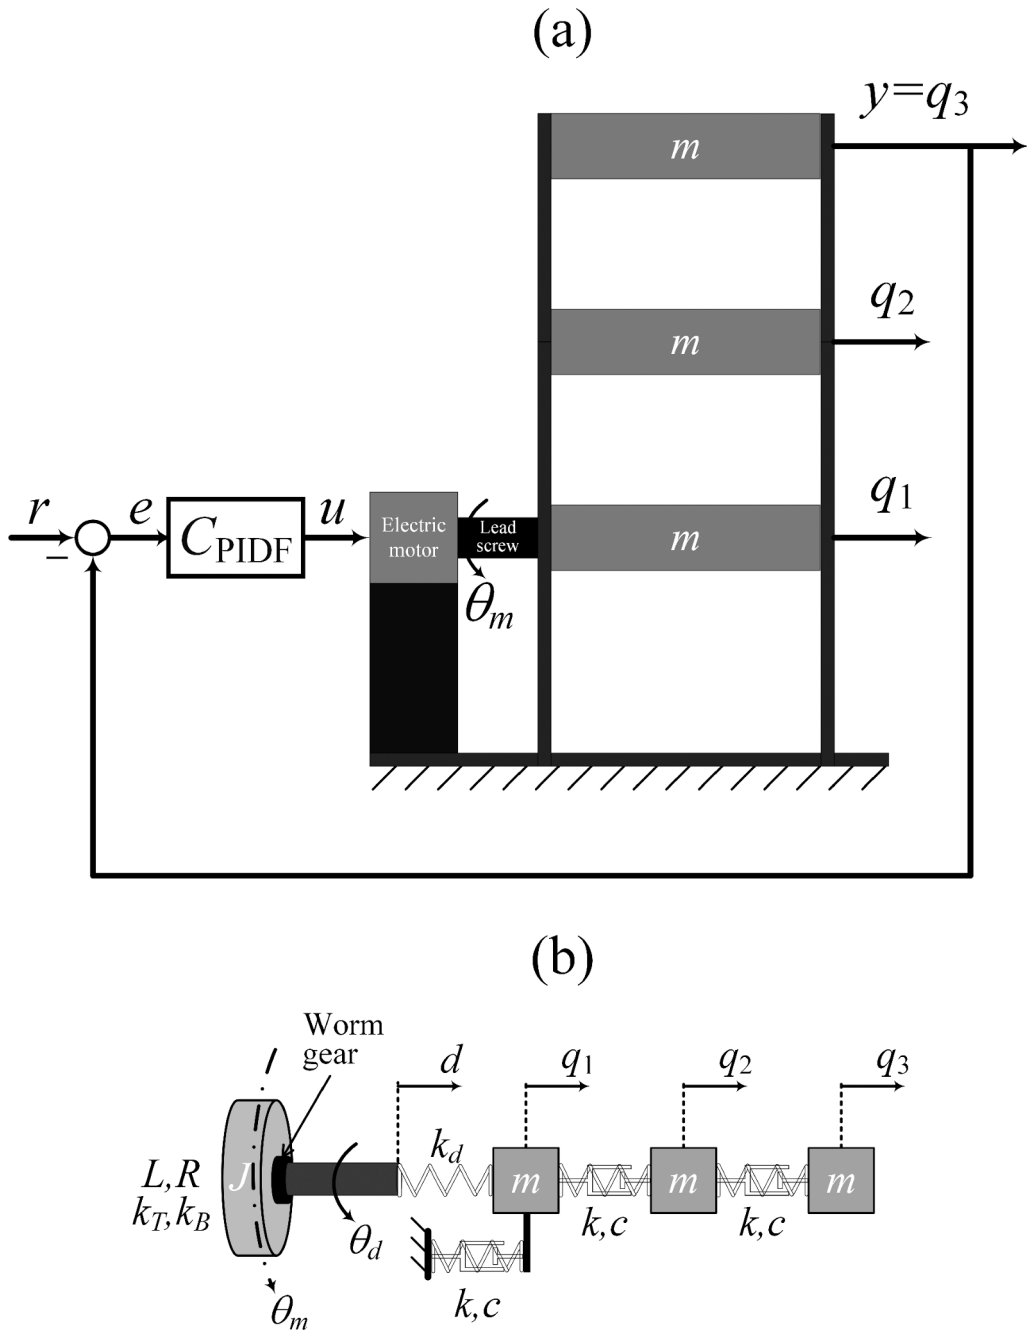 (a)
y=q3
m
q2
m
q1
r
e
CPIDF
u
Electric
motor
Lead
screw
m
−
θm
(b)
Worm
gear
d
q1
q2
q3
kd
L,R
J
m
m
m
kT,kB
k,c
k,c
θd
k,c
θm